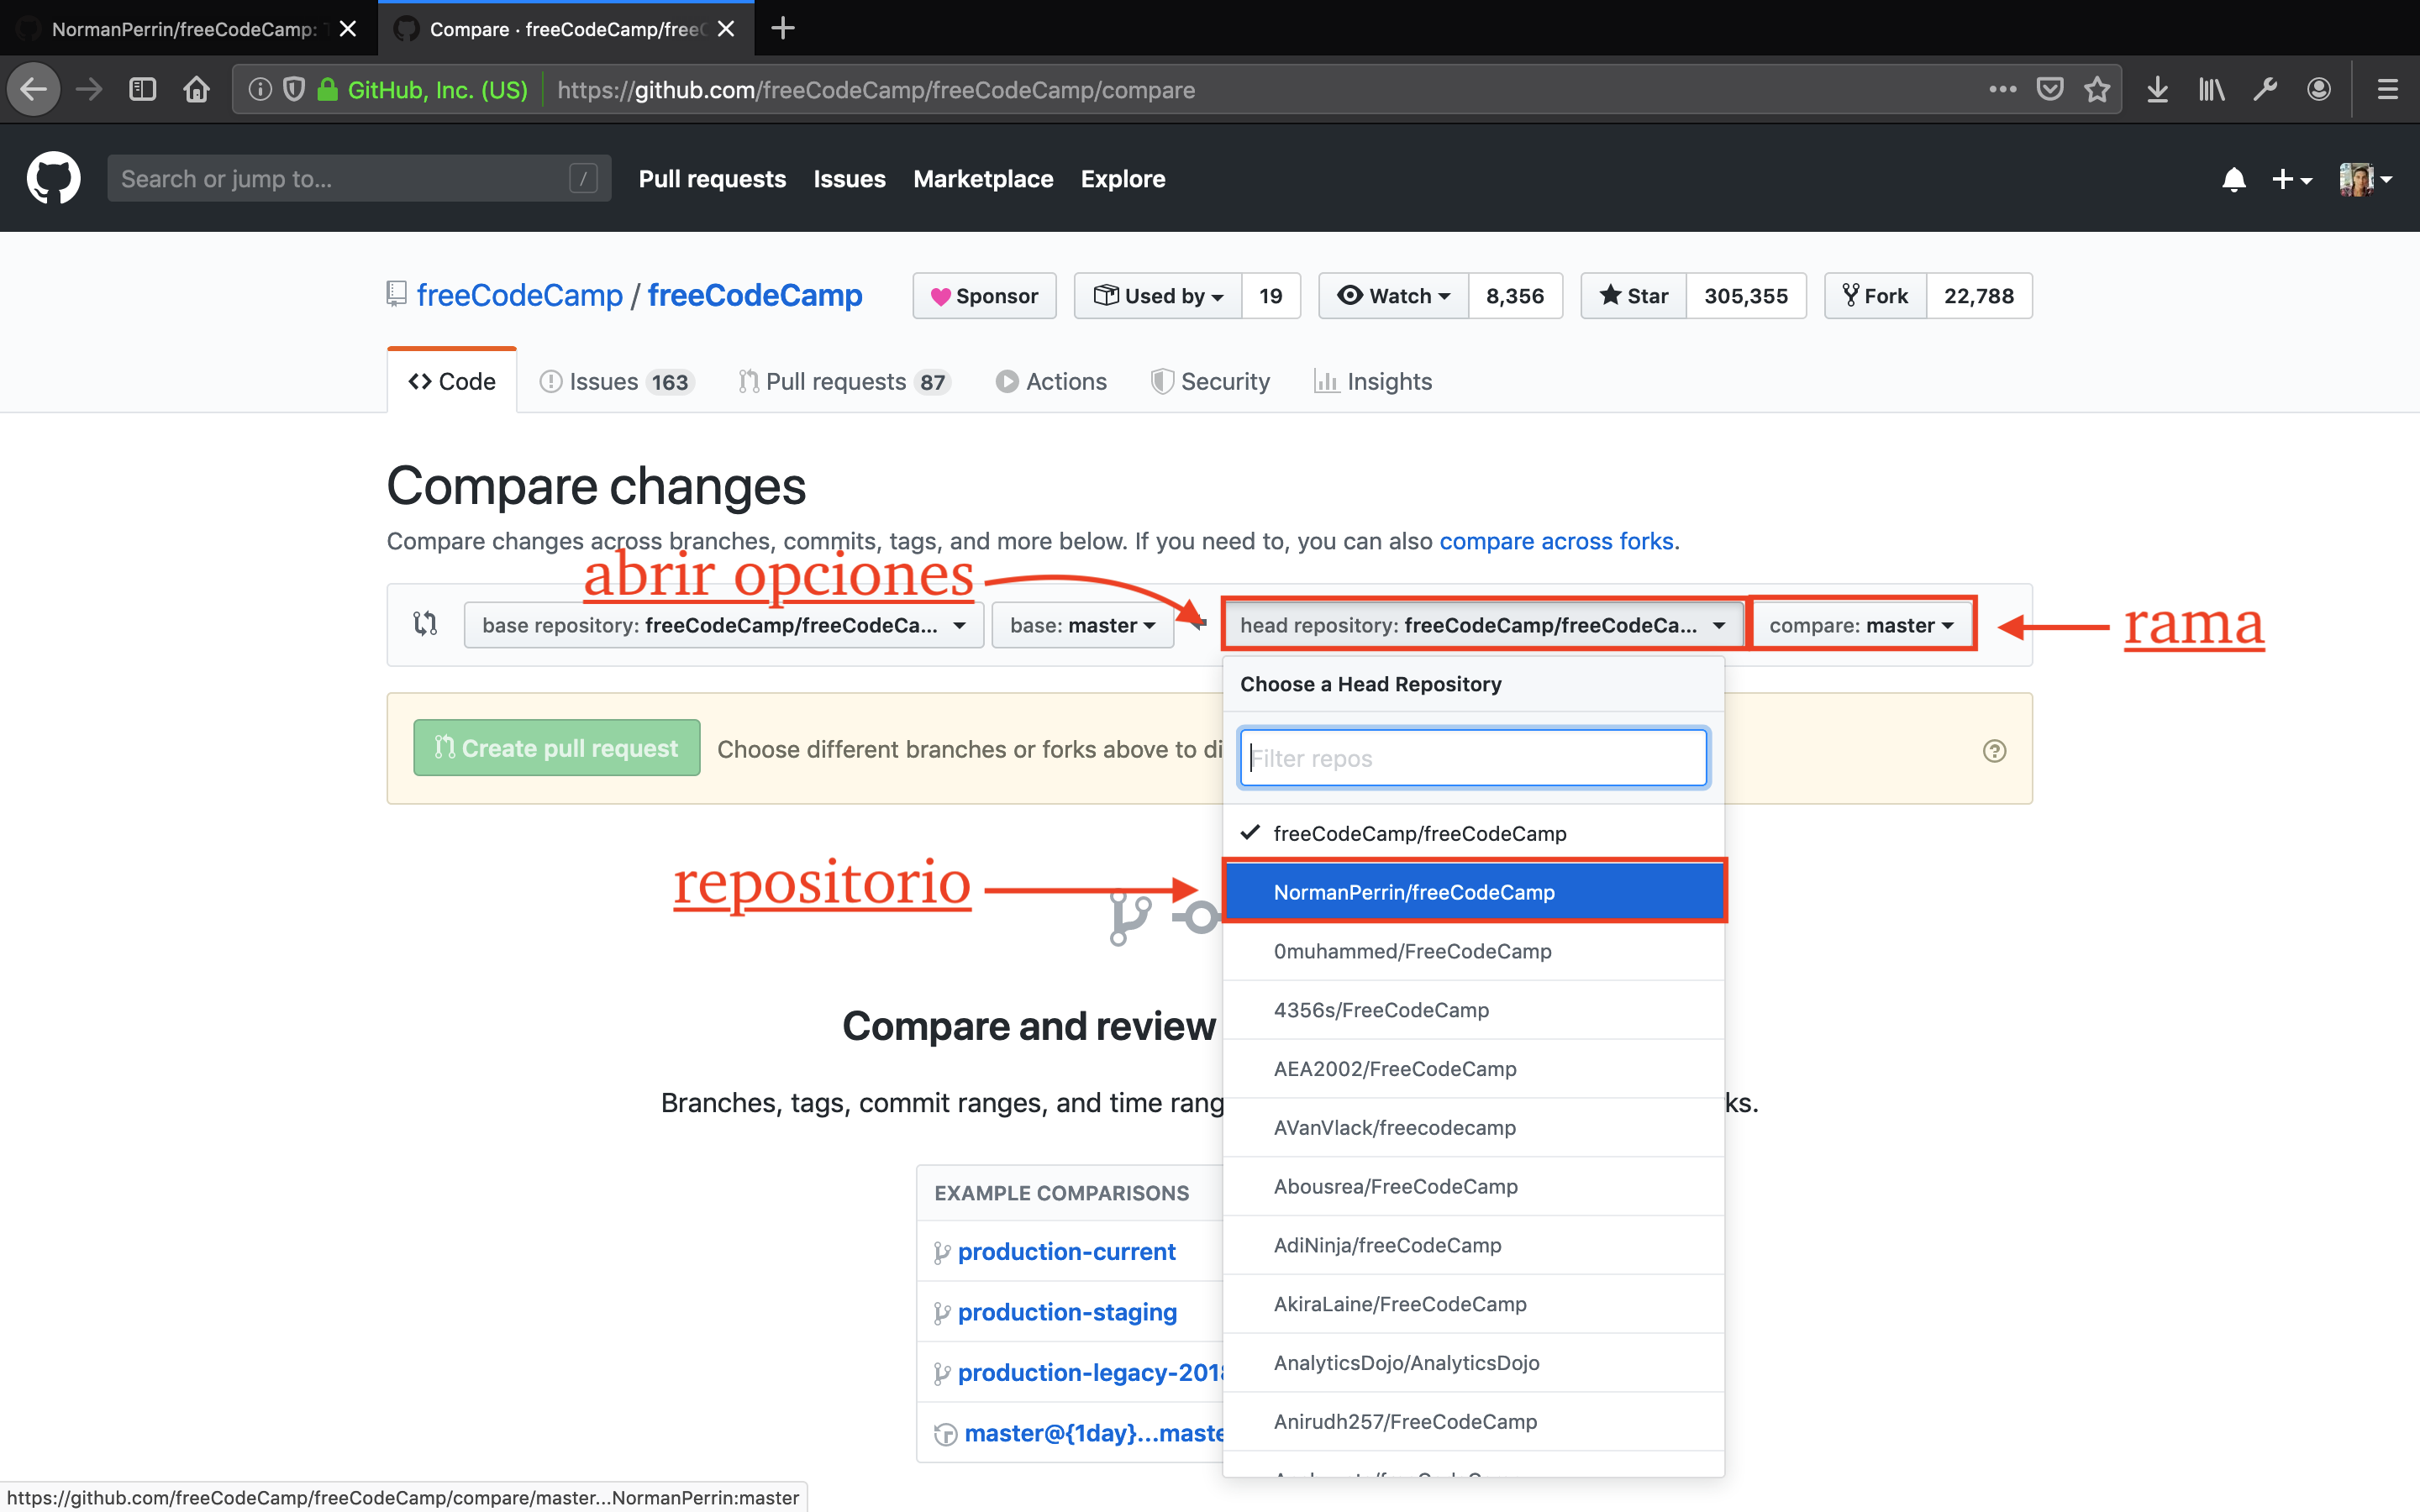 NormanPerrin/freeCodeCamp:
Compare · freeCodeCamp/freeC
GitHub, Inc. (US)
https://github.com/freeCodeCamp/freeCodeCamp/compare
Search or jump to...
/
Pull requests
Issues
Marketplace
Explore
freeCodeCamp / freeCodeCamp
Sponsor
Used by
19
Watch
8,356
Star
305,355
Fork
22,788
Code
Issues 163
Pull requests 87
Actions
Security
Insights
Compare changes
Compare changes across branches, commits, tags, and more below. If you need to, you can also compare across forks.
abrir opciones
base repository: freeCodeCamp/freeCodeCa...
base: master
head repository: freeCodeCamp/freeCodeCa...
compare: master
rama
Choose a Head Repository
Create pull request
Choose different branches or forks above to di
Filter repos
freeCodeCamp/freeCodeCamp
repositorio
NormanPerrin/freeCodeCamp
0muhammed/FreeCodeCamp
4356s/FreeCodeCamp
Compare and review
AEA2002/FreeCodeCamp
Branches, tags, commit ranges, and time rang
ks.
AVanVlack/freecodecamp
Abousrea/FreeCodeCamp
EXAMPLE COMPARISONS
AdiNinja/freeCodeCamp
production-current
AkiraLaine/FreeCodeCamp
production-staging
AnalyticsDojo/AnalyticsDojo
production-legacy-2018
Anirudh257/FreeCodeCamp
master@{1day}...maste
https://github.com/freeCodeCamp/freeCodeCamp/compare/master...NormanPerrin:master